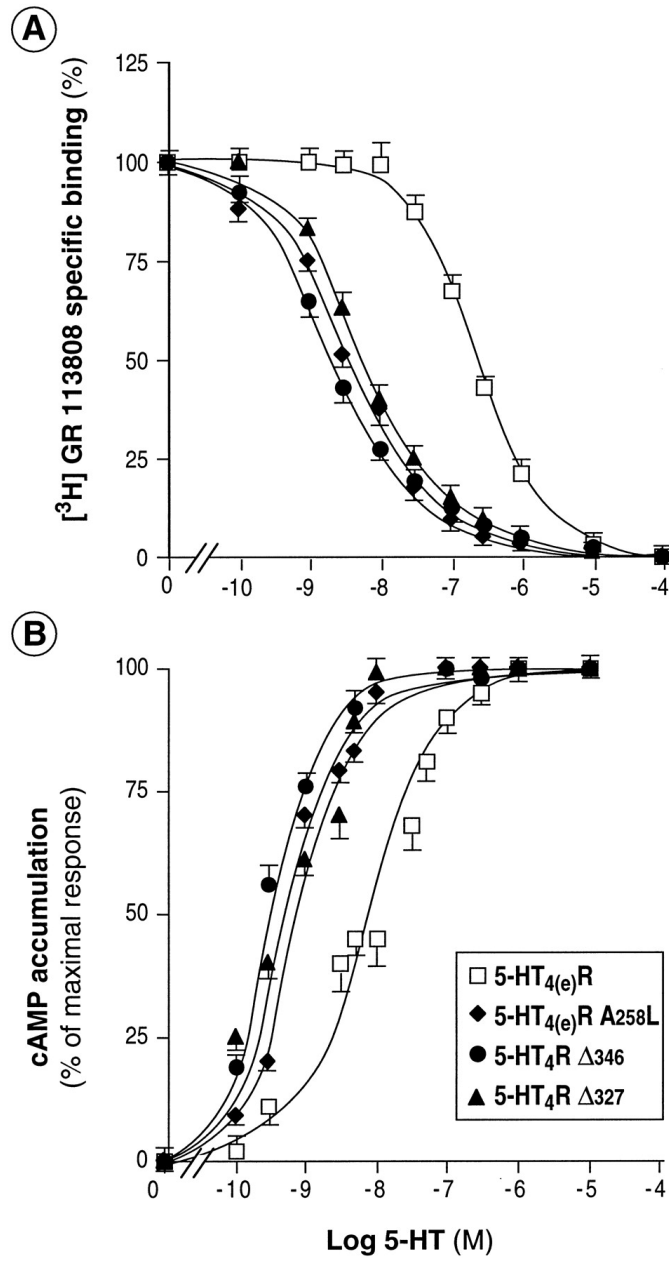 A
[³H] GR 113808 specific binding (%)
125
100
75
50
25
0
0 -10 -9 -8 -7 -6 -5 -4
B
cAMP accumulation
(% of maximal response)
100
75
50
25
0
0 -10 -9 -8 -7 -6 -5 -4
5-HT₄₍ₑ₎R
5-HT₄₍ₑ₎R A₂₅₈L
5-HT₄R Δ₃₄₆
5-HT₄R Δ₃₂₇
Log 5-HT (M)